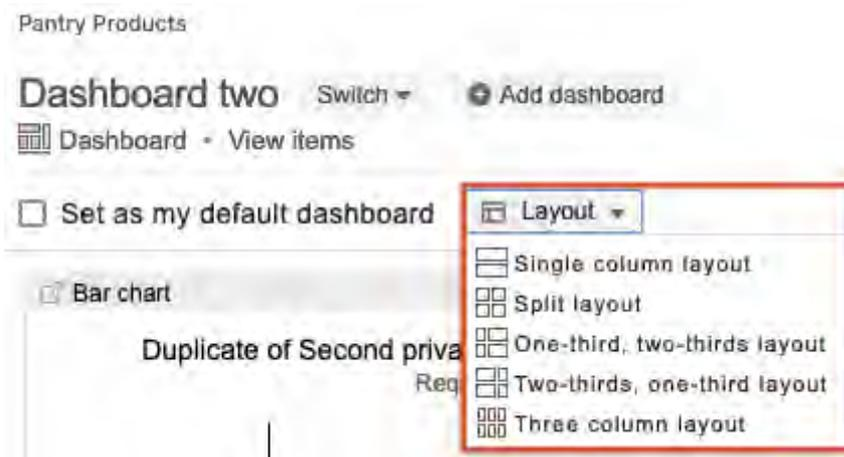 Pantry Products
Dashboard two Switch Add dashboard
Dashboard • View items
Set as my default dashboard Layout
Single column layout
Bar chart
Split layout
Duplicate of Second priva One-third, two-thirds layout
Req Two-thirds, one-third layout
Three column layout